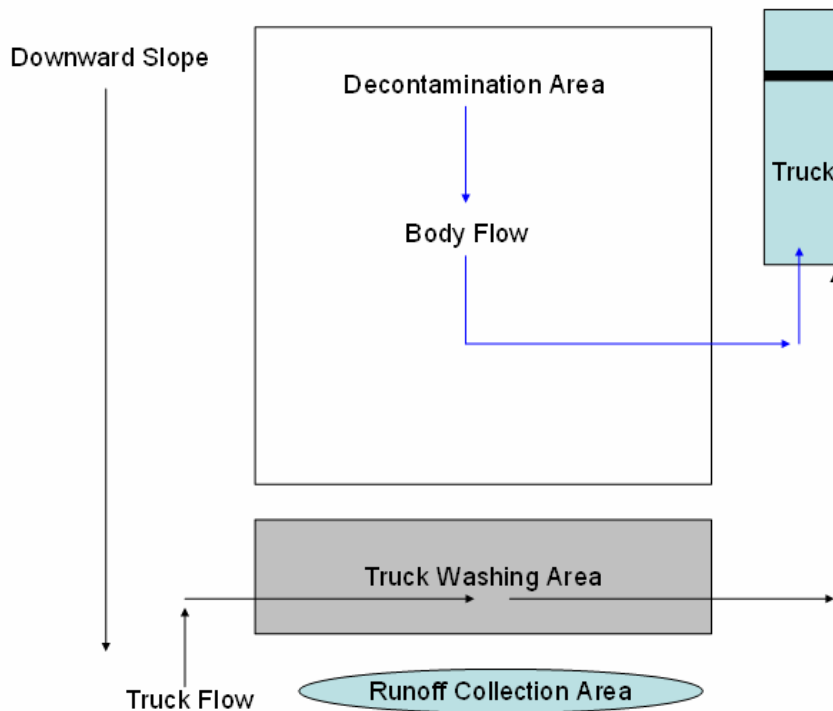 Downward Slope
Decontamination Area
Truck
Body Flow
Truck Washing Area
Truck Flow
Runoff Collection Area